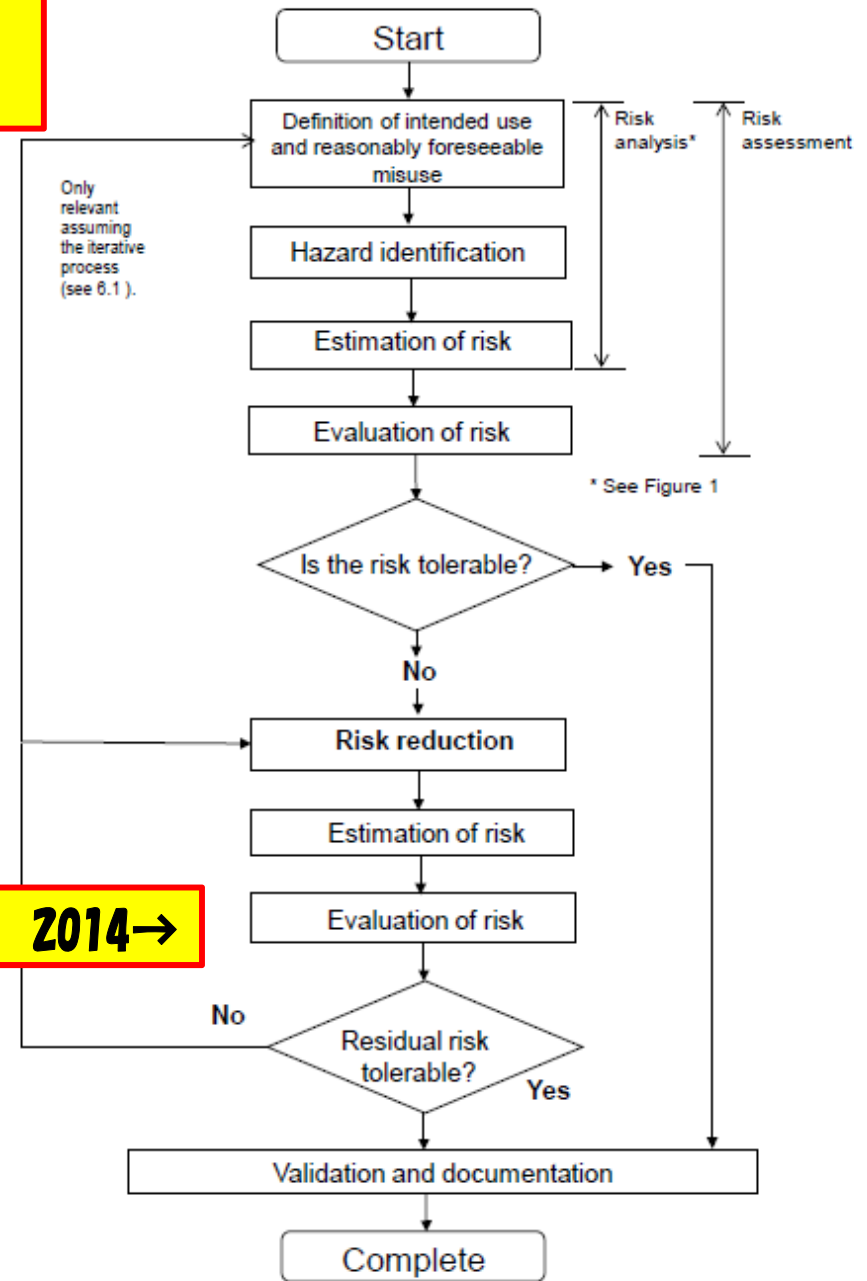 Start
Definition of intended use
and reasonably foreseeable
misuse
Risk
analysis*
Risk
assessment
Only
relevant
assuming
the iterative
process
(see 6.1 ).
Hazard identification
Estimation of risk
Evaluation of risk
* See Figure 1
Is the risk tolerable?
Yes
No
Risk reduction
Estimation of risk
Evaluation of risk
2014→
No
Residual risk
tolerable?
Yes
Validation and documentation
Complete